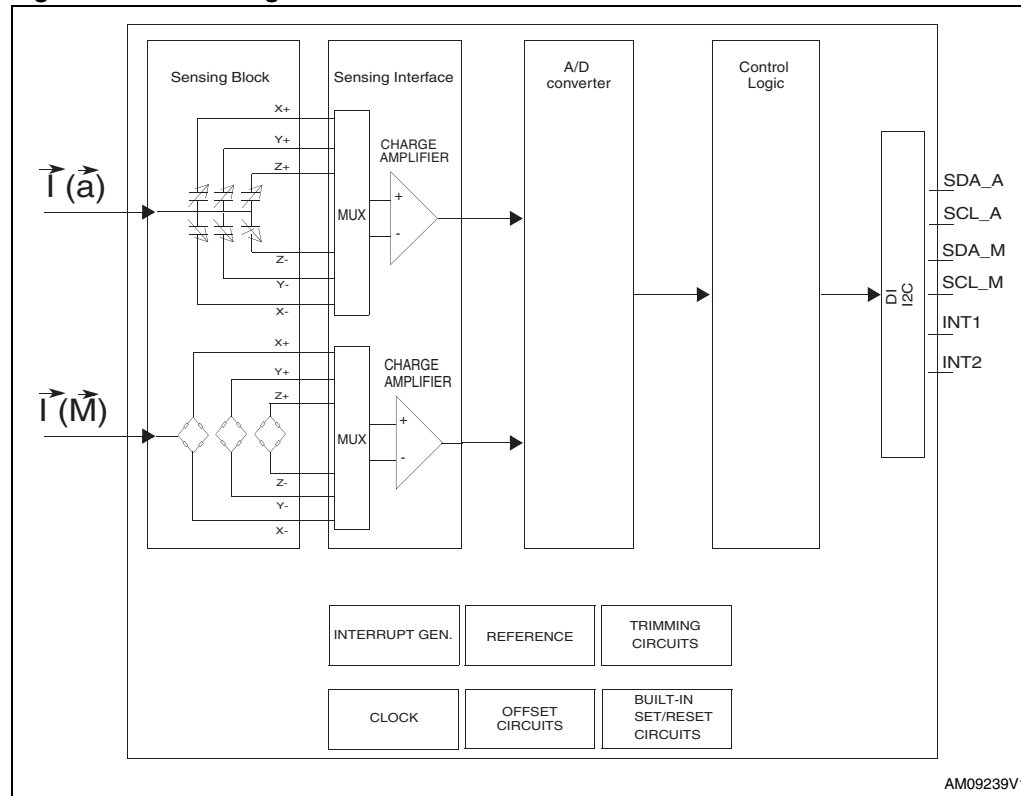 Sensing Block
Sensing Interface
A/D
converter
Control
Logic
X+
Y+
Z+
CHARGE
AMPLIFIER
I (a)
MUX
+
-
Z-
Y-
X-
X+
Y+
Z+
CHARGE
AMPLIFIER
I (M)
MUX
+
-
Z-
Y-
X-
DI
I2C
SDA_A
SCL_A
SDA_M
SCL_M
INT1
INT2
INTERRUPT GEN.
REFERENCE
TRIMMING
CIRCUITS
CLOCK
OFFSET
CIRCUITS
BUILT-IN
SET/RESET
CIRCUITS